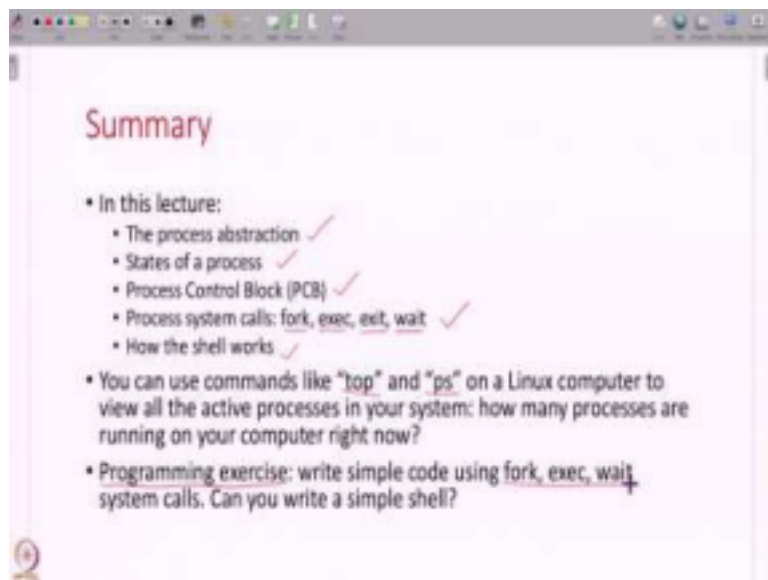 Summary
• In this lecture:
• The process abstraction
• States of a process
• Process Control Block (PCB)
• Process system calls: fork, exec, exit, wait
• How the shell works
• You can use commands like "top" and "ps" on a Linux computer to
view all the active processes in your system: how many processes are
running on your computer right now?
• Programming exercise: write simple code using fork, exec, wait
system calls. Can you write a simple shell?